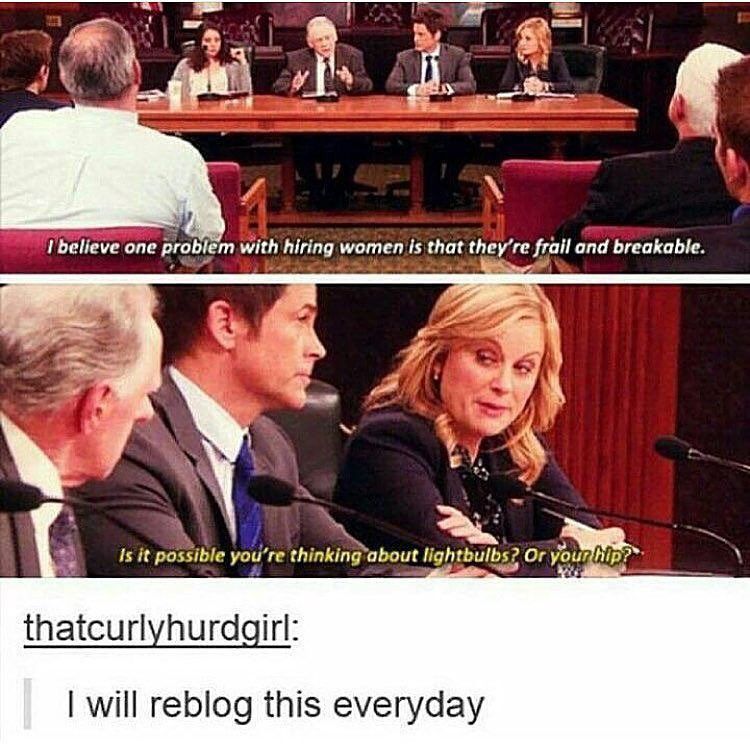 I believe one problem with hiring women is that they're frail and breakable.
Is it possible you're thinking about lightbulbs? Or your hip?
thatcurlyhurdgirl:
I will reblog this everyday